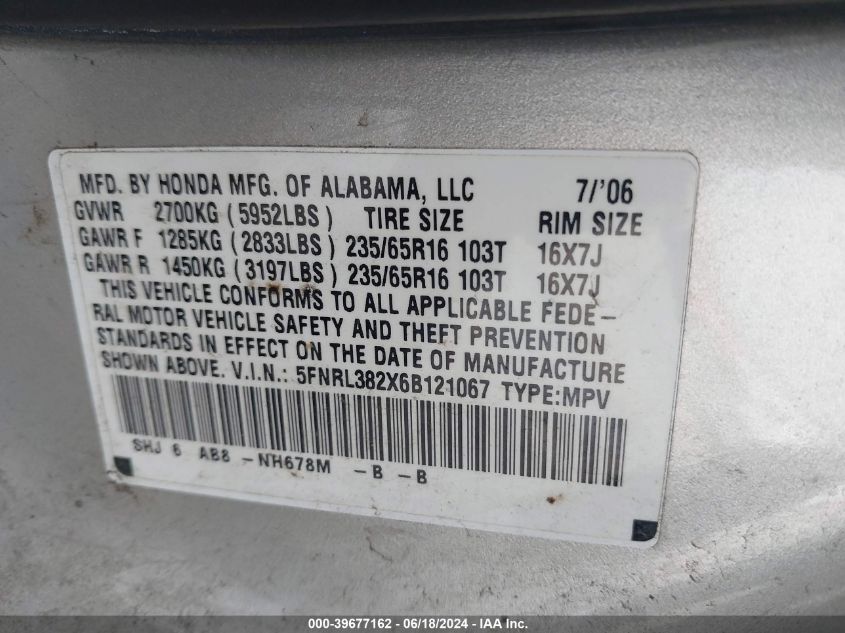 MFD. BY HONDA MFG. OF ALABAMA, LLC 7/'06
GVWR 2700KG (5952LBS) TIRE SIZE RIM SIZE
GAWR F 1285KG (2833LBS) 235/65R16 103T 16X7J
GAWR R 1450KG (3197LBS) 235/65R16 103T 16X7J
THIS VEHICLE CONFORMS TO ALL APPLICABLE FEDE-
RAL MOTOR VEHICLE SAFETY AND THEFT PREVENTION
STANDARDS IN EFFECT ON THE DATE OF MANUFACTURE
SHOWN ABOVE. V.I.N.: 5FNRL382X6B121067 TYPE:MPV
SHJ 6 AB8 -NH678M -B -B
000-39677162 - 06/18/2024 - IAA Inc.